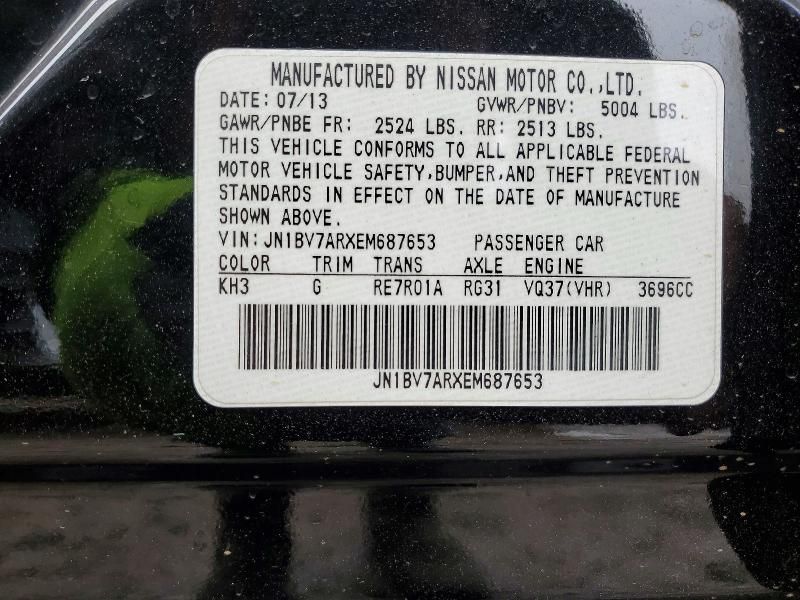 MANUFACTURED BY NISSAN MOTOR CO.,LTD.
DATE: 07/13 GVWR/PNBV: 5004 LBS.
GAWR/PNBE FR: 2524 LBS. RR: 2513 LBS.
THIS VEHICLE CONFORMS TO ALL APPLICABLE FEDERAL
MOTOR VEHICLE SAFETY,BUMPER,AND THEFT PREVENTION
STANDARDS IN EFFECT ON THE DATE OF MANUFACTURE
SHOWN ABOVE.
VIN:JN1BV7ARXEM687653 PASSENGER CAR
COLOR TRIM TRANS AXLE ENGINE
KH3 G RE7R01A RG31 VQ37(VHR) 3696CC
JN1BV7ARXEM687653